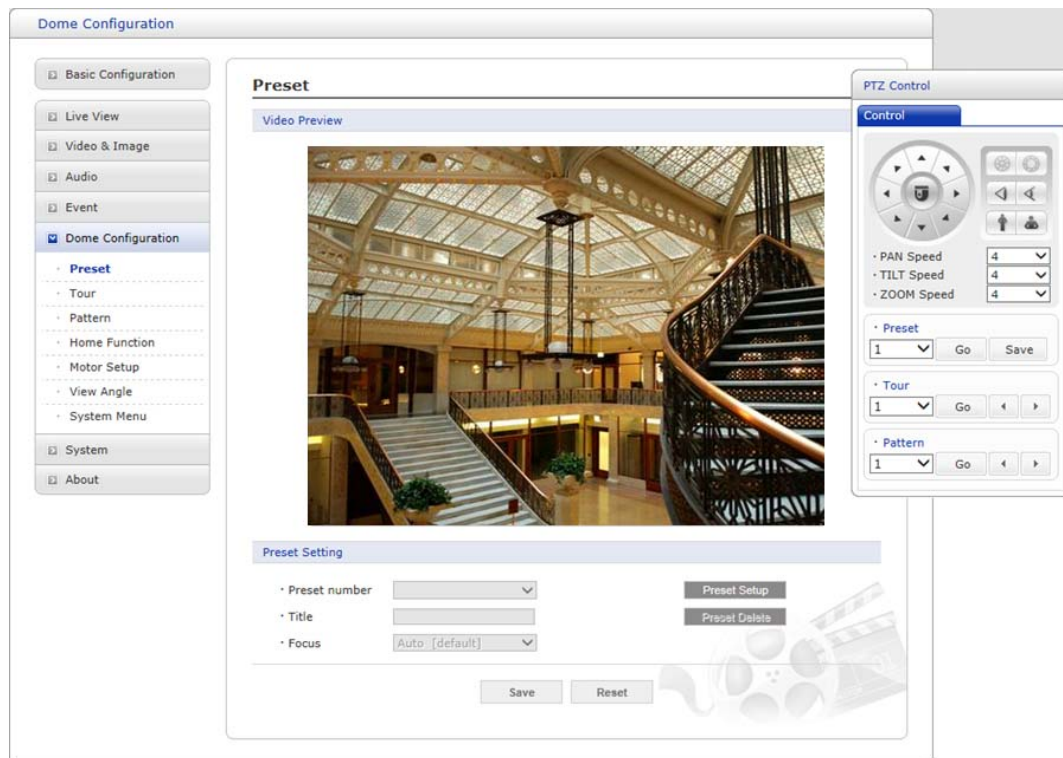 Dome Configuration
Basic Configuration
Live View
Video & Image
Audio
Event
Dome Configuration
Preset
Tour
Pattern
Home Function
Motor Setup
View Angle
System Menu
System
About
Preset
Video Preview
Preset Setting
Preset number
Preset Setup
Title
Preset Delete
Focus
Auto [default]
Save Reset
PTZ Control
Control
PAN Speed 4
TILT Speed 4
ZOOM Speed 4
Preset
1 Go Save
Tour
1 Go
Pattern
1 Go